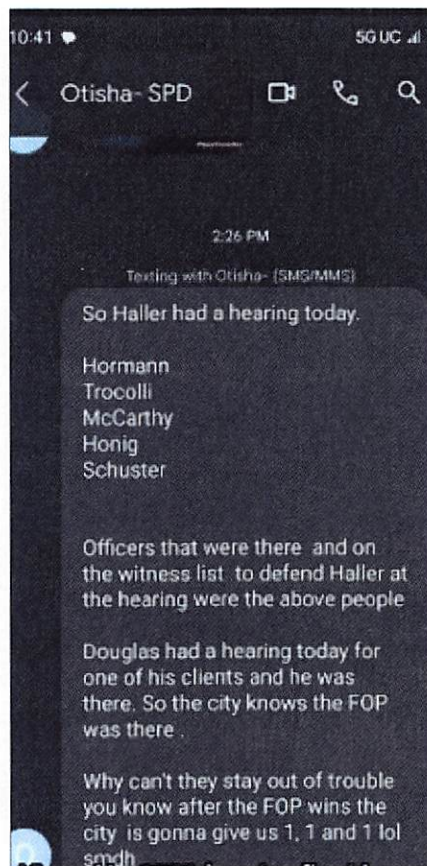 10:41 5G UC
Otisha- SPD
2:26 PM
Texting with Otisha- (SMS/MMS)
So Haller had a hearing today.
Hormann
Trocolli
McCarthy
Honig
Schuster
Officers that were there and on
the witness list to defend Haller at
the hearing were the above people
Douglas had a hearing today for
one of his clients and he was
there. So the city knows the FOP
was there .
Why can't they stay out of trouble
you know after the FOP wins the
city is gonna give us 1, 1 and 1 lol
smdh